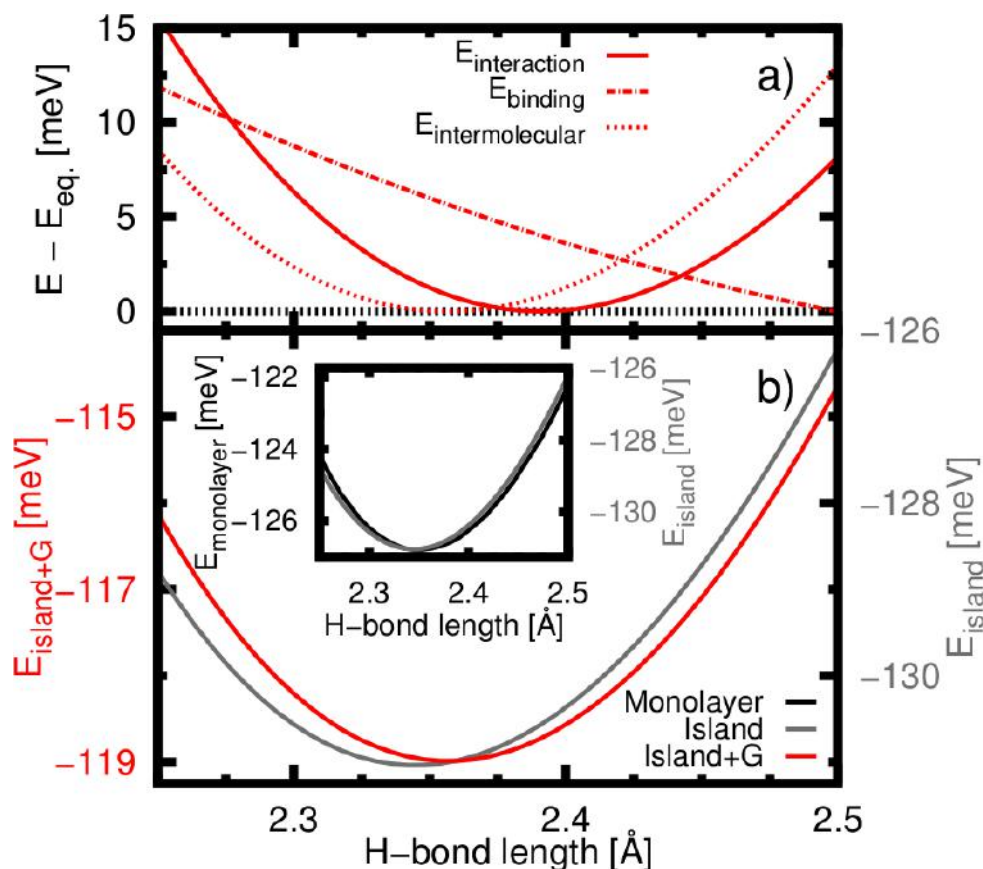 15
10
5
0
E − E_eq. [meV]
E_interaction
E_binding
E_intermolecular
a)
−126
−128
−130
E_island [meV]
b)
−115
−117
−119
E_island+G [meV]
−122
−124
−126
E_monolayer [meV]
−126
−128
−130
E_island [meV]
2.3 2.4 2.5
H−bond length [Å]
Monolayer
Island
Island+G
2.3 2.4 2.5
H−bond length [Å]